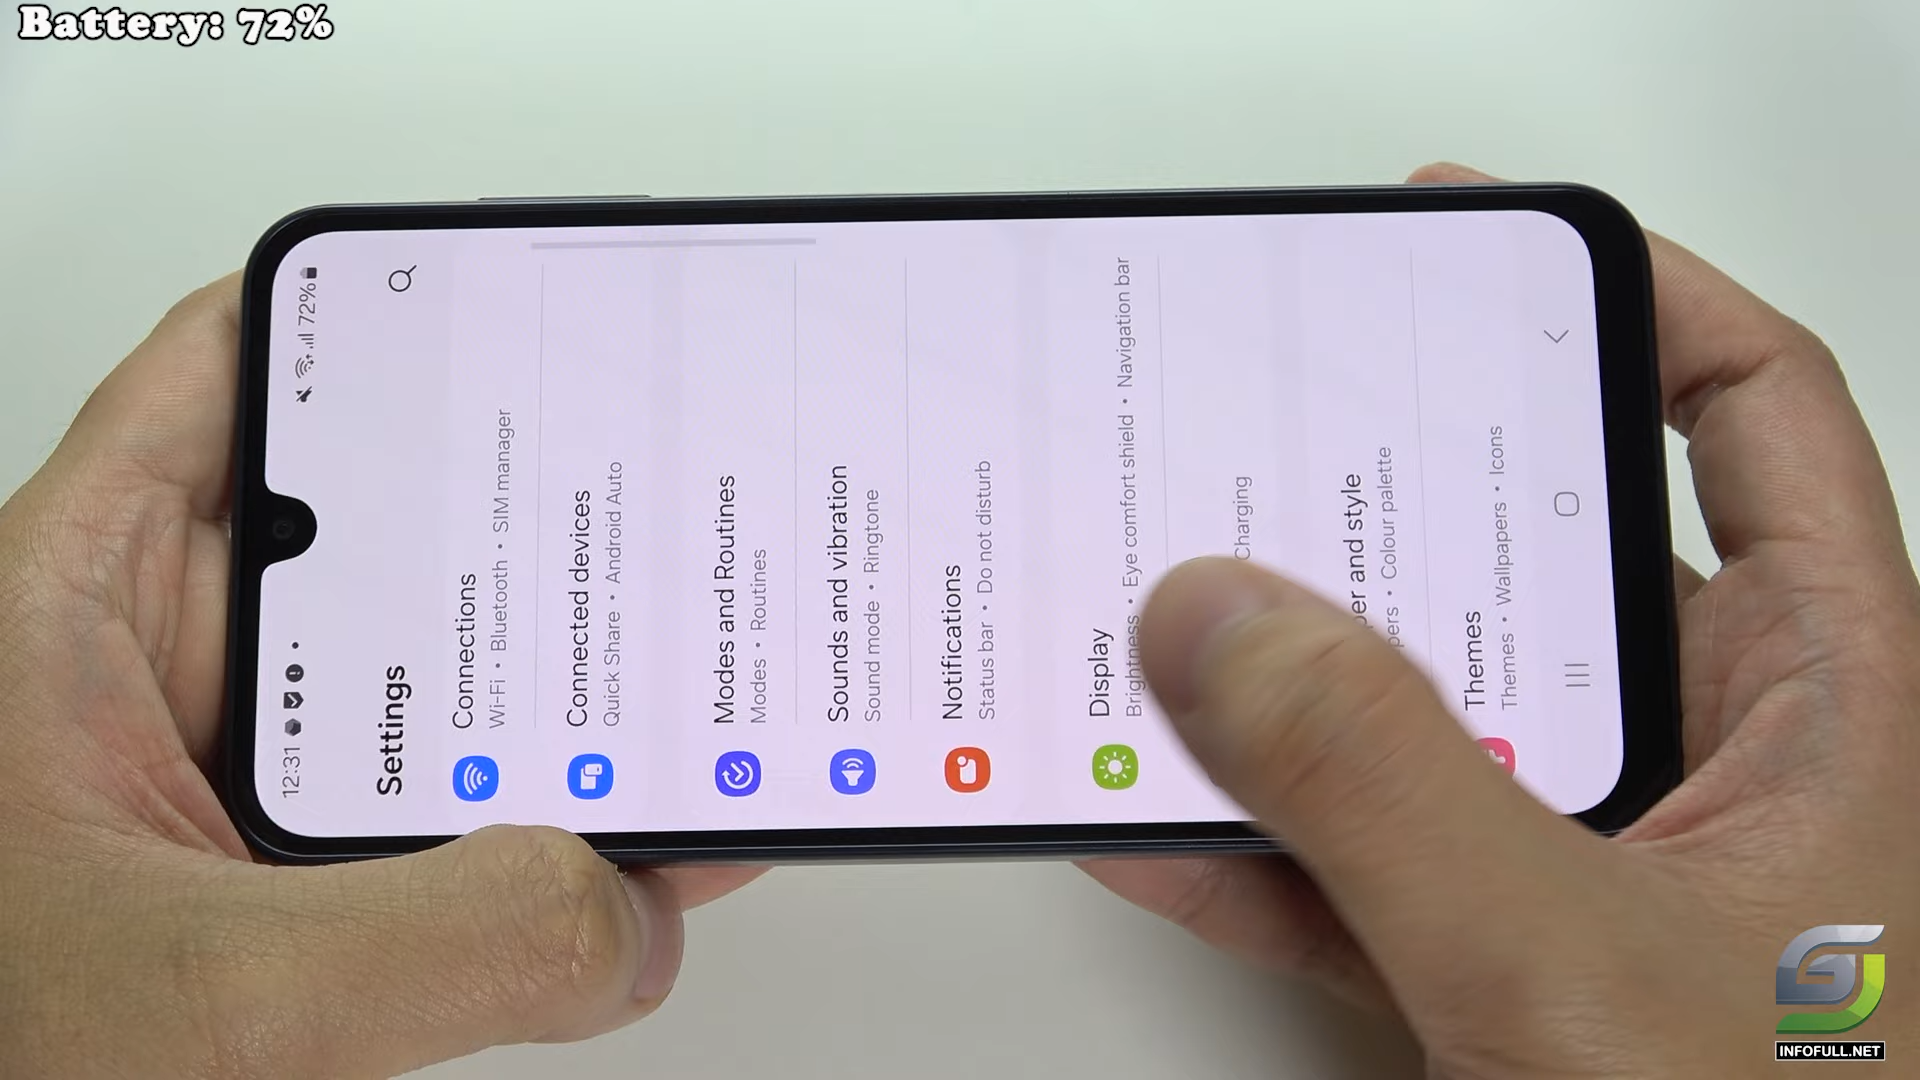 Battery: 72%
12:31
72%
Settings
Connections
Wi-Fi • Bluetooth • SIM manager
Connected devices
Quick Share • Android Auto
Modes and Routines
Modes • Routines
Sounds and vibration
Sound mode • Ringtone
Notifications
Status bar • Do not disturb
Display
Brightness • Eye comfort shield • Navigation bar
Charging
and style
• Colour palette
Themes
Themes • Wallpapers • Icons
INFOFULL.NET